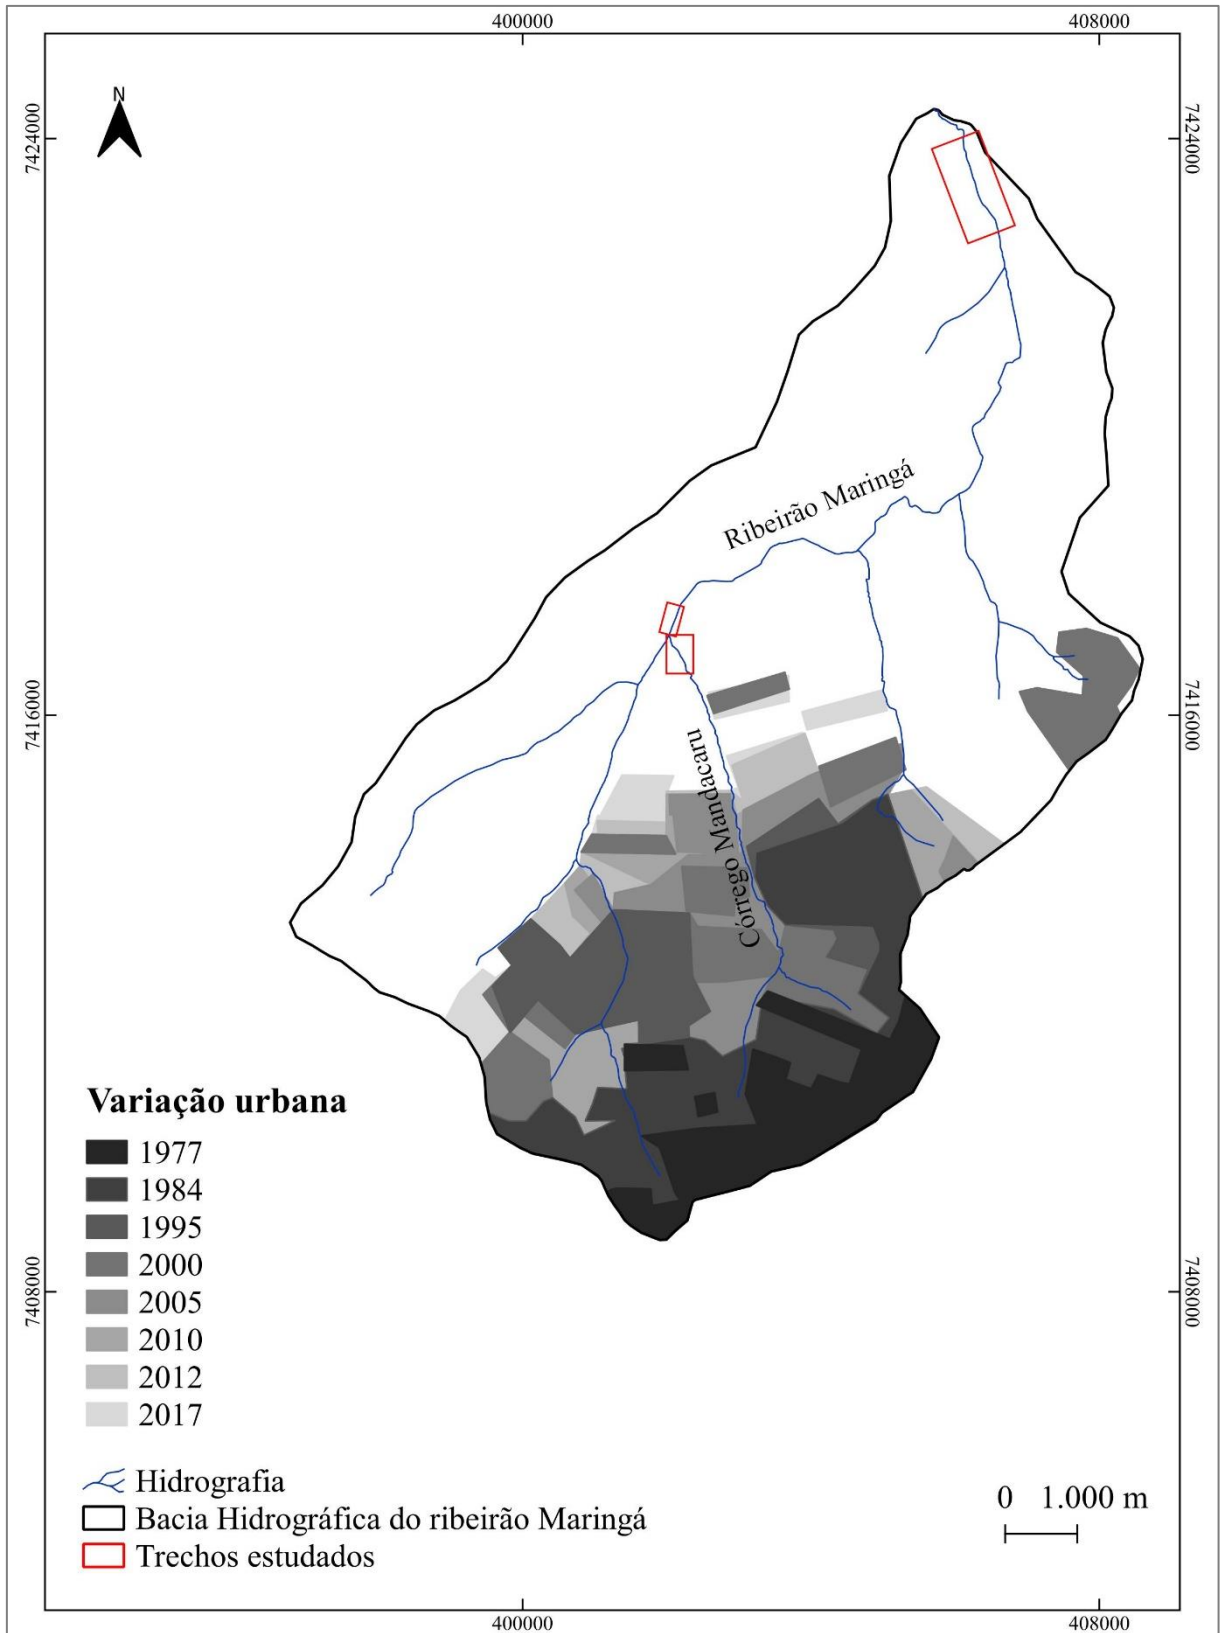 400000
408000
N
7424000
7424000
Ribeirão Maringá
7416000
7416000
Córrego Mandacaru
Variação urbana
1977
1984
1995
2000
7408000
7408000
2005
2010
2012
2017
Hidrografia
0 1.000 m
Bacia Hidrográfica do ribeirão Maringá
Trechos estudados
400000
408000